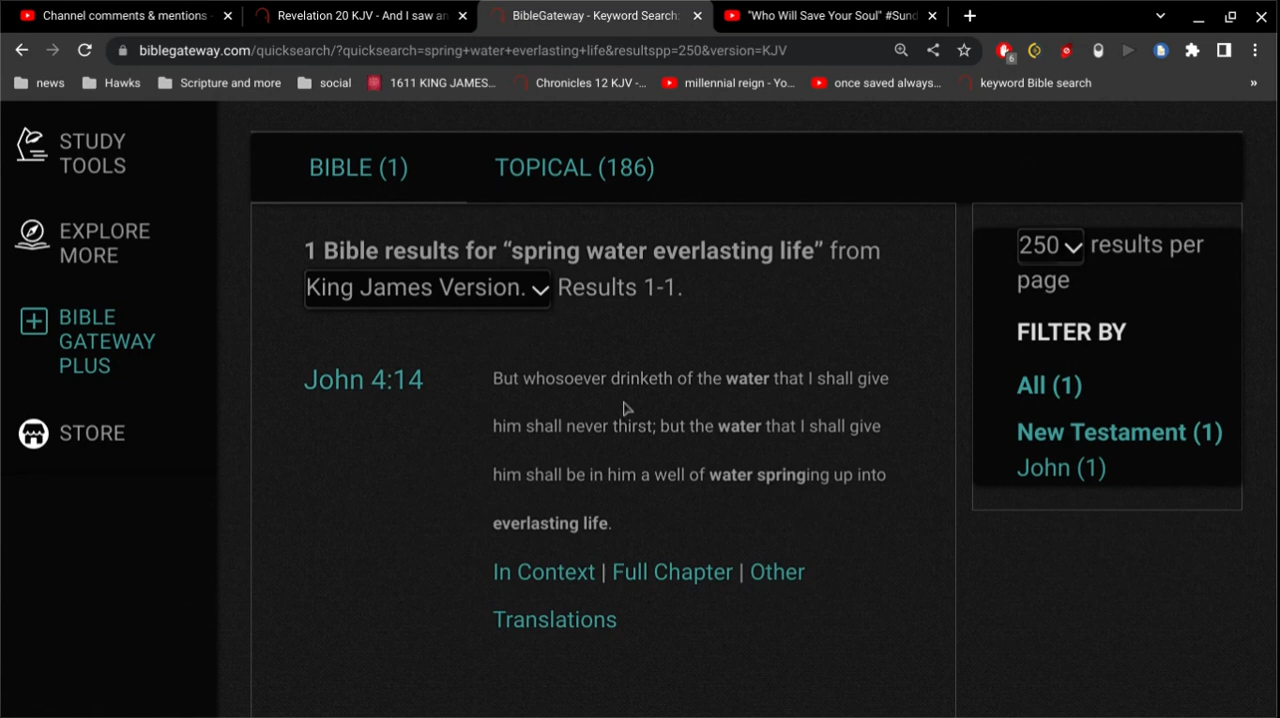 Channel comments & mentions -
Revelation 20 KJV - And I saw an
BibleGateway - Keyword Search:
"Who Will Save Your Soul" #Sund
biblegateway.com/quicksearch/?quicksearch=spring+water+everlasting+life&resultspp=250&version=KJV
6
news
Hawks
Scripture and more
social
1611 KING JAMES...
Chronicles 12 KJV -...
millennial reign - Yo...
once saved always...
keyword Bible search
»
STUDY
TOOLS
EXPLORE
MORE
BIBLE
GATEWAY
PLUS
STORE
BIBLE (1)
TOPICAL (186)
1 Bible results for “spring water everlasting life” from
King James Version. Results 1-1.
John 4:14
But whosoever drinketh of the water that I shall give
him shall never thirst; but the water that I shall give
him shall be in him a well of water springing up into
everlasting life.
In Context | Full Chapter | Other
Translations
250 results per
page
FILTER BY
All (1)
New Testament (1)
John (1)